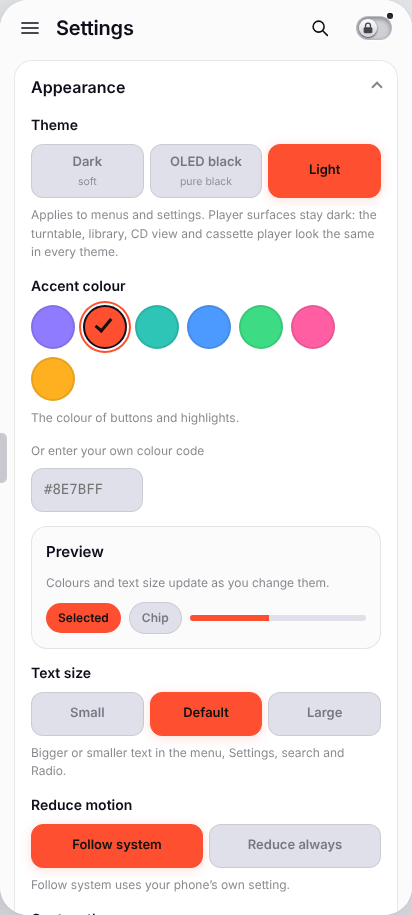 Settings
Appearance
Theme
Dark
soft
OLED black
pure black
Light
Applies to menus and settings. Player surfaces stay dark: the
turntable, library, CD view and cassette player look the same
in every theme.
Accent colour
The colour of buttons and highlights.
Or enter your own colour code
#8E7BFF
Preview
Colours and text size update as you change them.
Selected
Chip
Text size
Small
Default
Large
Bigger or smaller text in the menu, Settings, search and
Radio.
Reduce motion
Follow system
Reduce always
Follow system uses your phone’s own setting.